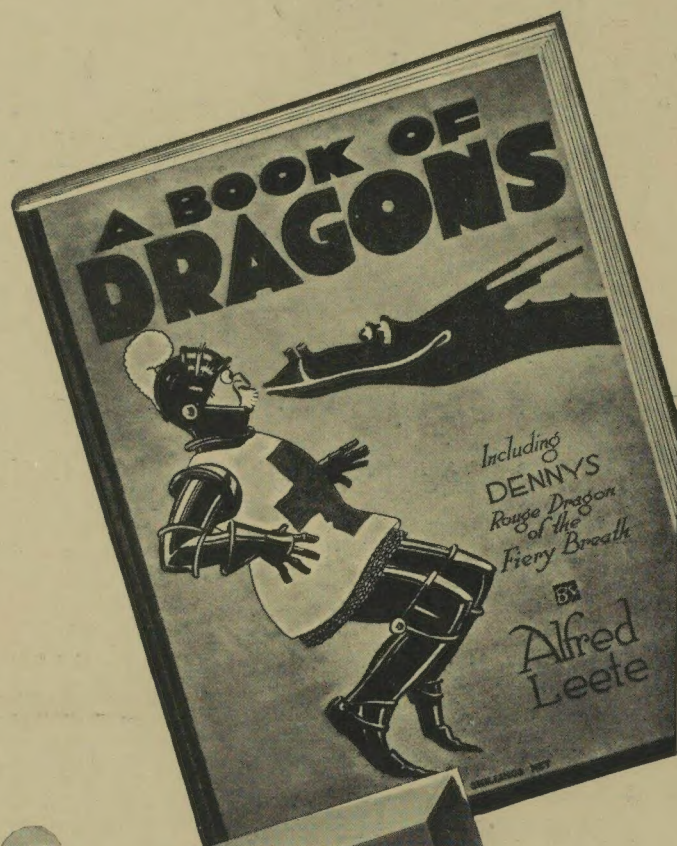 A BOOK OF
DRAGONS
Including
DENNYS
Rouge Dragon
of the
Fiery Breath
BY
Alfred
Leete